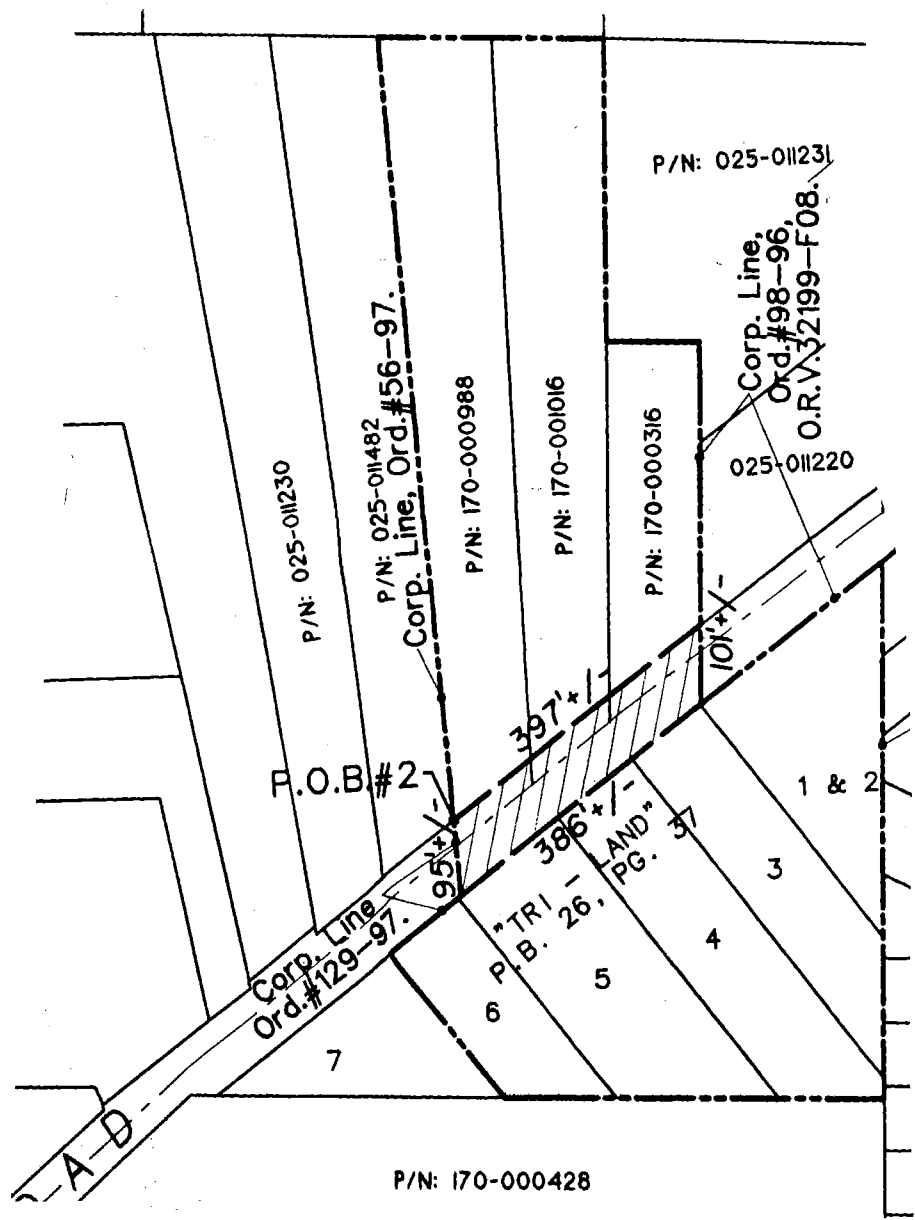 P/N: 025-011231
Corp. Line,
Ord.#98-96,
O.R.V.32199-F08.
025-011220
P/N: 025-011230
P/N: 025-011482
Corp. Line, Ord.#56-97.
P/N: 170-000988
P/N: 170-001016
P/N: 170-000316
101'+/-
397'+/-
P.O.B.#2
95'+/-
386'+/-
"TRI-LAND"
P.B. 26, PG. 37
1 & 2
3
4
5
6
7
Corp. Line
Ord.#129-97.
OAD
P/N: 170-000428